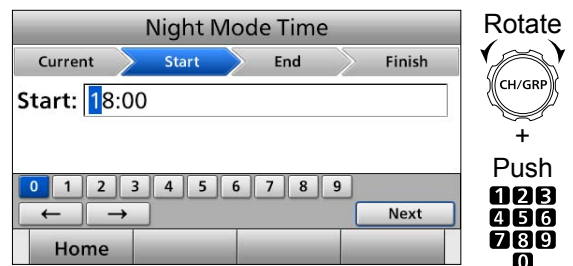 Night Mode Time
Current Start End Finish
Start: 18:00
0 1 2 3 4 5 6 7 8 9
← → Next
Home
Rotate
CH/GRP
+
Push
1 2 3
4 5 6
7 8 9
0